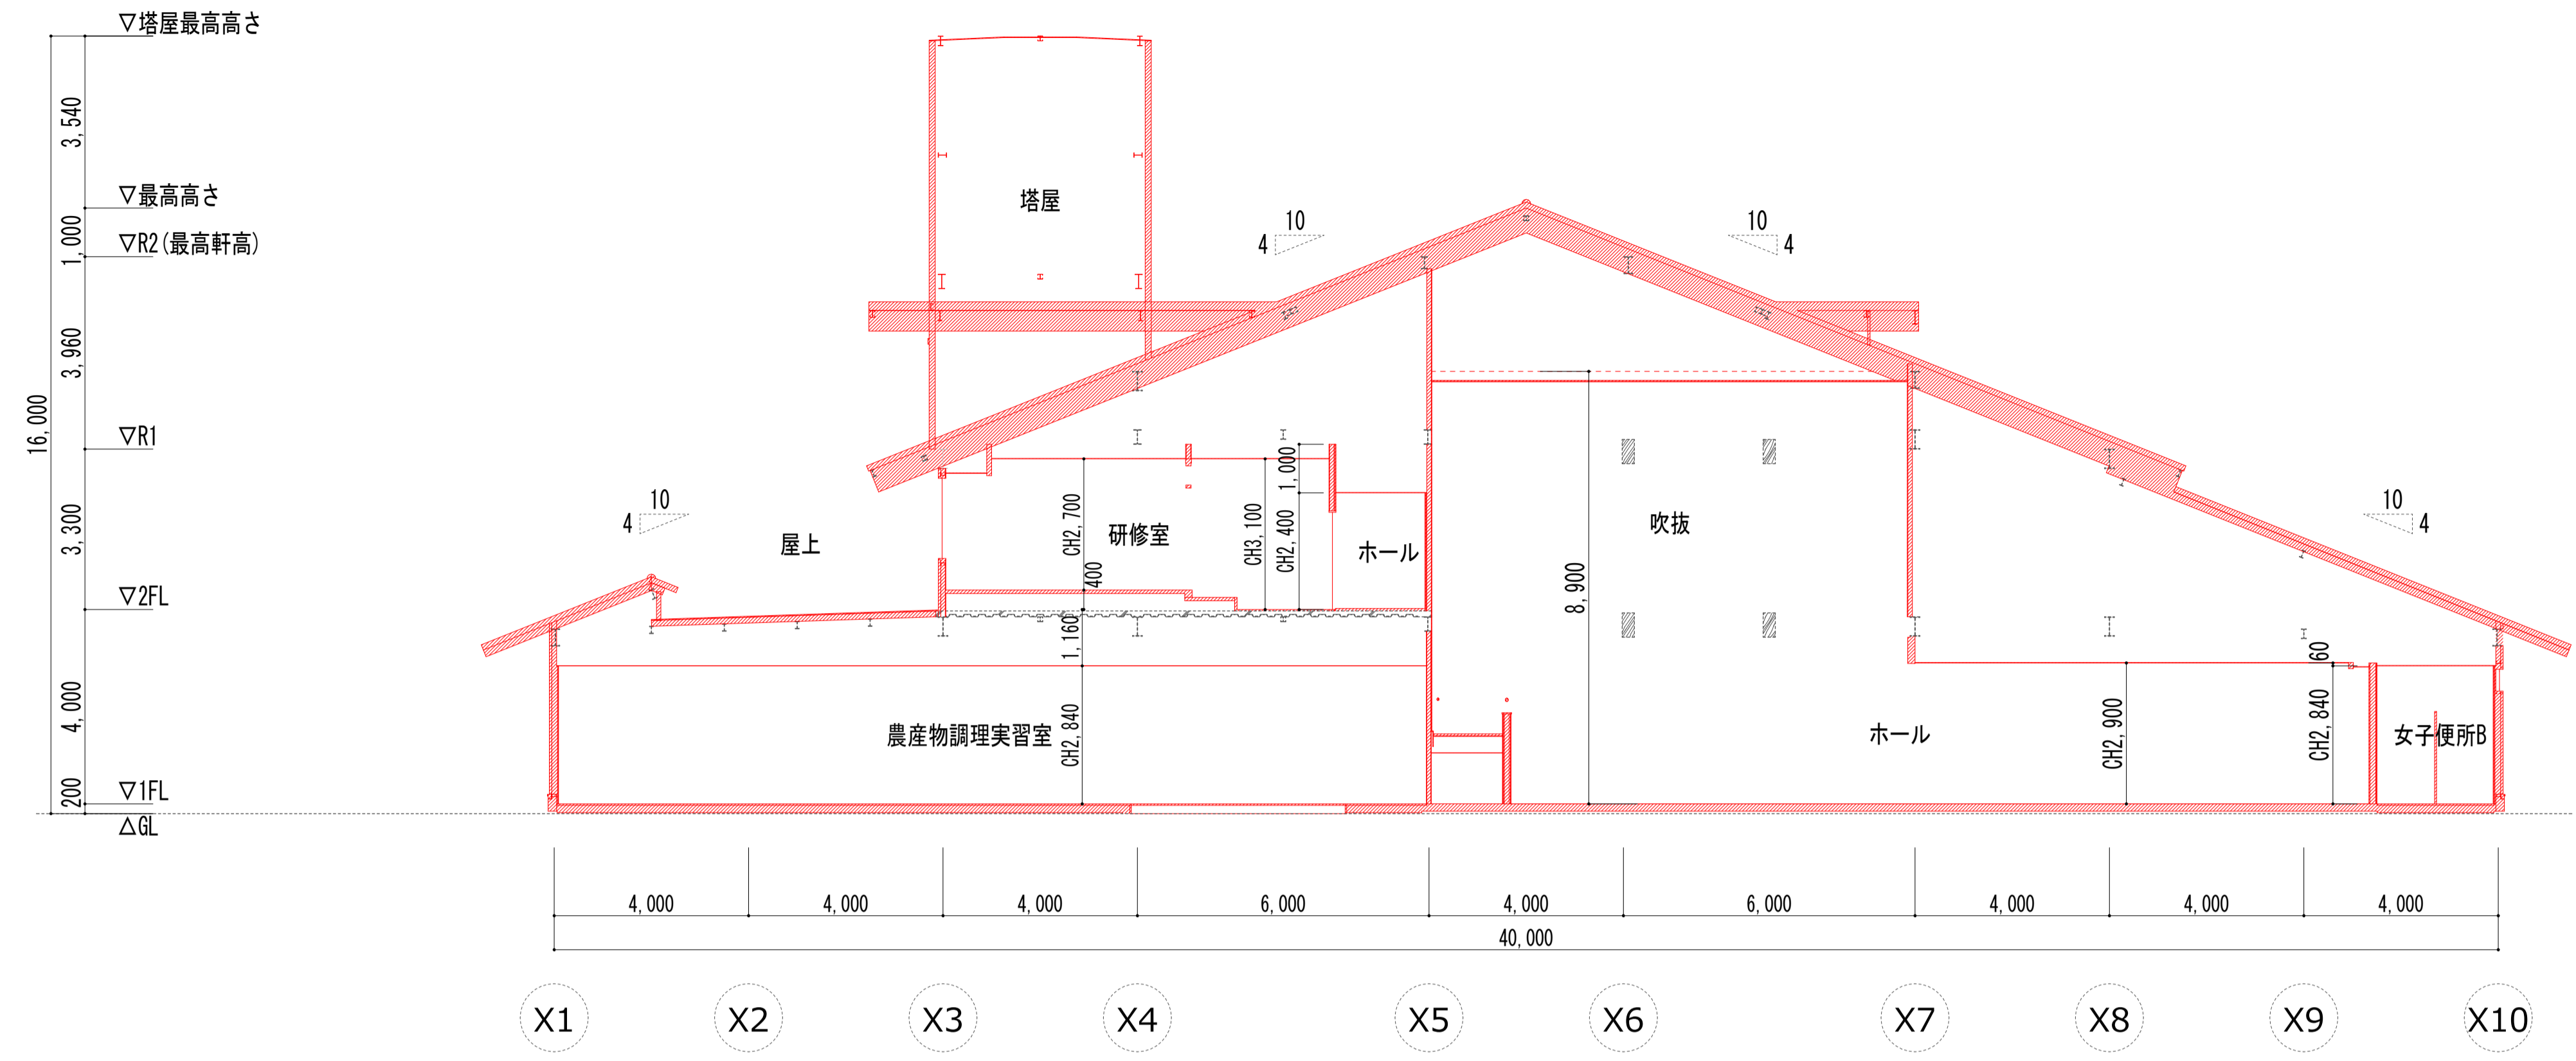 ▽塔屋最高高さ
3,540
▽最高高さ
1,000
▽R2(最高軒高)
3,960
16,000
▽R1
3,300
▽2FL
4,000
▽1FL
200
△GL
塔屋
10
4
10
4
10
4
10
4
屋上
研修室
ホール
吹抜
CH2,700
400
CH3,100
1,000
CH2,400
8,900
1,160
CH2,840
農産物調理実習室
ホール
CH2,900
60
CH2,840
女子便所B
4,000 4,000 4,000 6,000 4,000 6,000 4,000 4,000 4,000
40,000
X1 X2 X3 X4 X5 X6 X7 X8 X9 X10